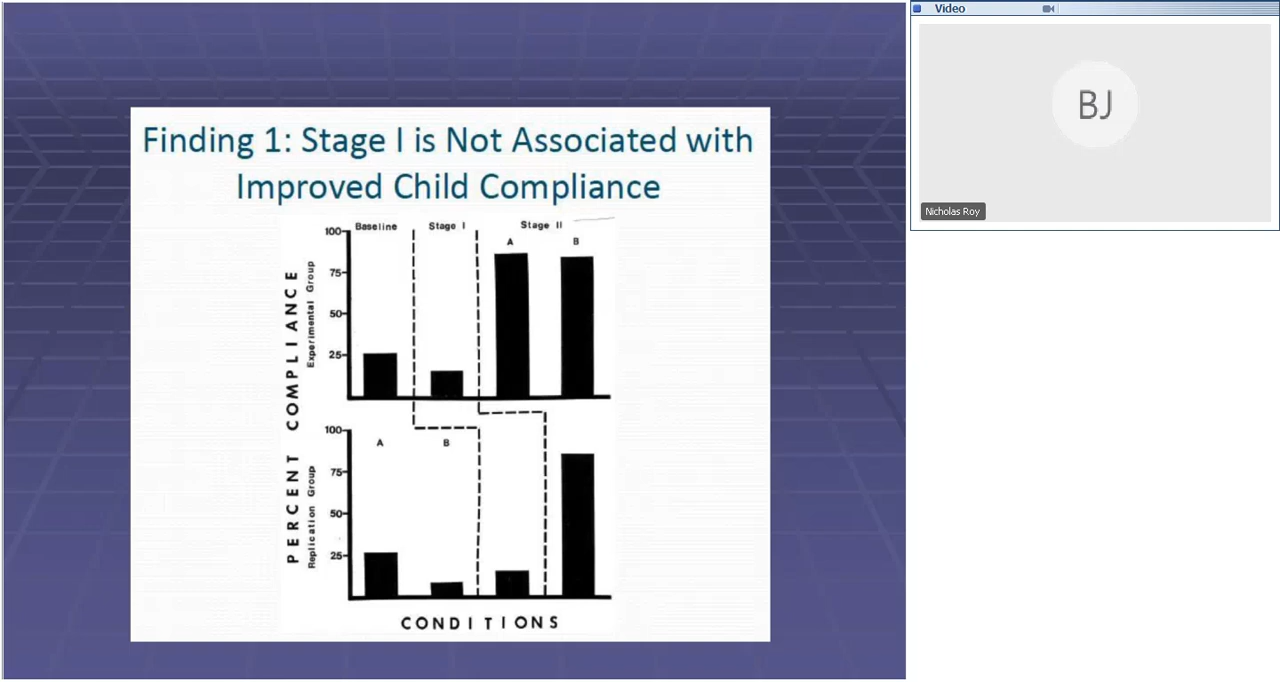 Finding 1: Stage I is Not Associated with
Improved Child Compliance
Baseline Stage I Stage II
A B
100
75
50
25
Experimental Group
PERCENT COMPLIANCE
100
75
50
25
Replication Group
A B
CONDITIONS
Video
BJ
Nicholas Roy